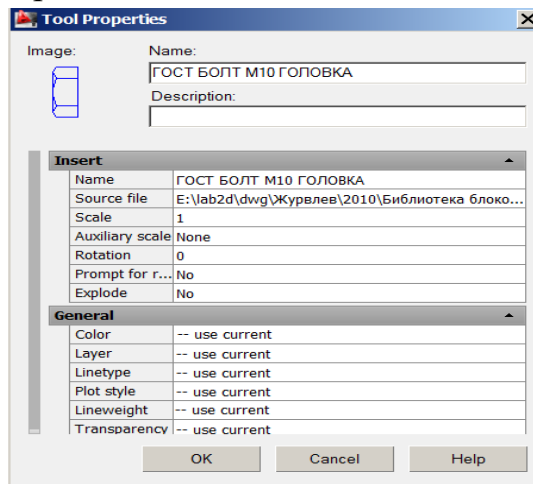 Tool Properties
Image:
Name:
ГОСТ БОЛТ М10 ГОЛОВКА
Description:
Insert
Name ГОСТ БОЛТ М10 ГОЛОВКА
Source file E:\lab2d\dwg\Журвлев\2010\Библиотека блоко...
Scale 1
Auxiliary scale None
Rotation 0
Prompt for r... No
Explode No
General
Color -- use current
Layer -- use current
Linetype -- use current
Plot style -- use current
Lineweight -- use current
Transparency -- use current
OK Cancel Help